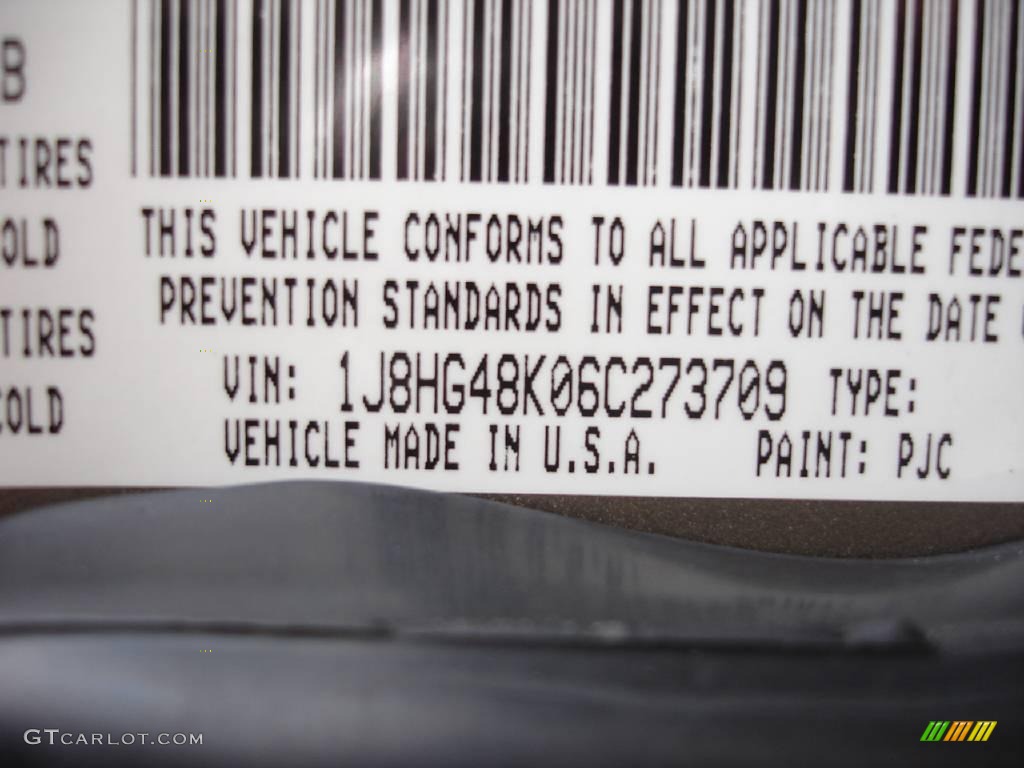 B
TIRES
OLD
TIRES
COLD
THIS VEHICLE CONFORMS TO ALL APPLICABLE FEDE
PREVENTION STANDARDS IN EFFECT ON THE DATE
VIN: 1J8HG48K06C273709 TYPE:
VEHICLE MADE IN U.S.A. PAINT: PJC
GTCARLOT.COM